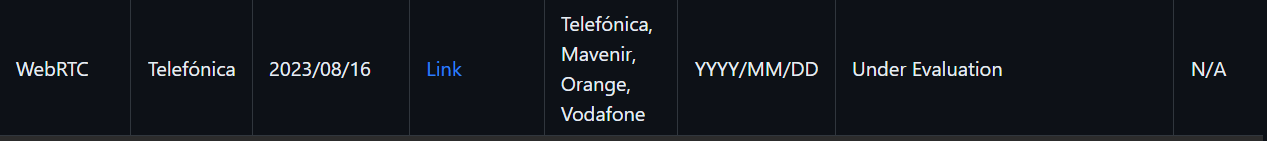 WebRTC
Telefónica
2023/08/16
Link
Telefónica,
Mavenir,
Orange,
Vodafone
YYYY/MM/DD
Under Evaluation
N/A